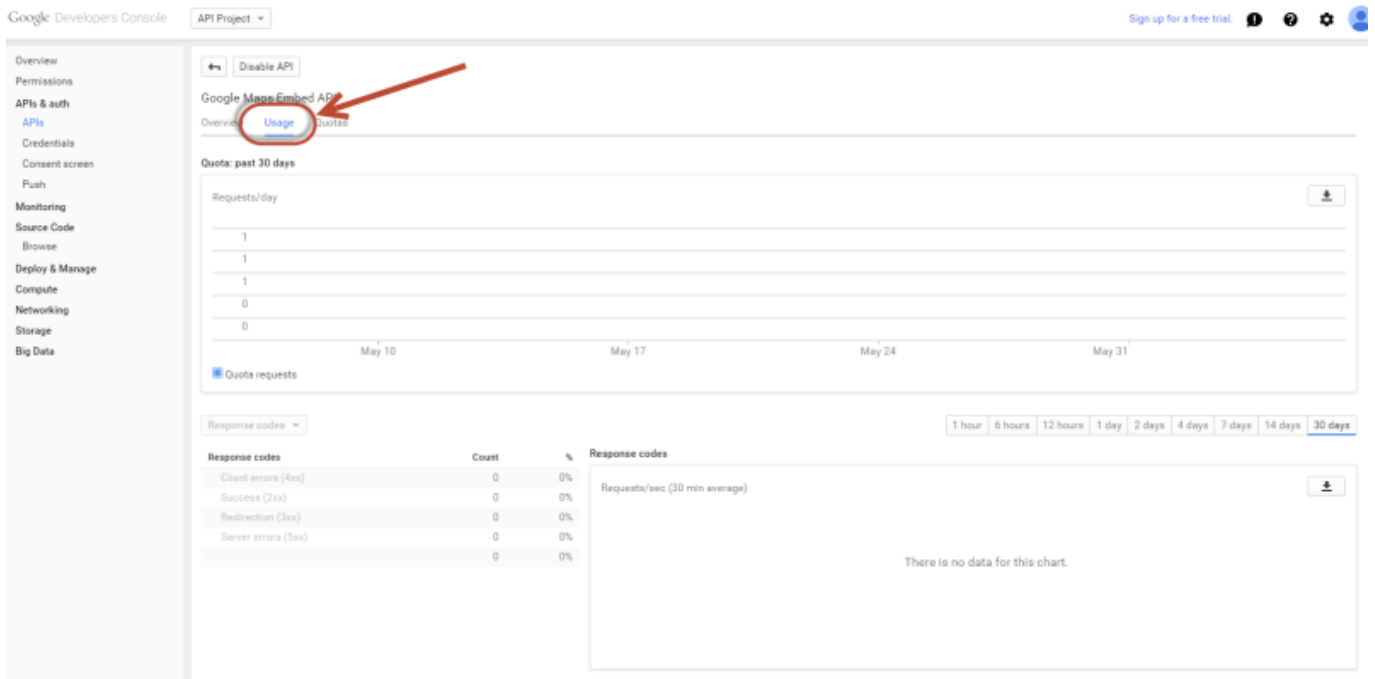 Google Developers Console API Project Sign up for a free trial.
Overview
Permissions
APIs & auth
APIs
Credentials
Consent screen
Push
Monitoring
Source Code
Browse
Deploy & Manage
Compute
Networking
Storage
Big Data
Disable API
Google Maps Embed API
Overview Usage Quotas
Quota: past 30 days
Requests/day
1
1
1
0
0
May 10 May 17 May 24 May 31
Quota requests
Response codes
1 hour 6 hours 12 hours 1 day 2 days 4 days 7 days 14 days 30 days
Response codes Count %
Client errors (4xx) 0 0%
Success (2xx) 0 0%
Redirection (3xx) 0 0%
Server errors (5xx) 0 0%
0 0%
Response codes
Requests/sec (30 min average)
There is no data for this chart.